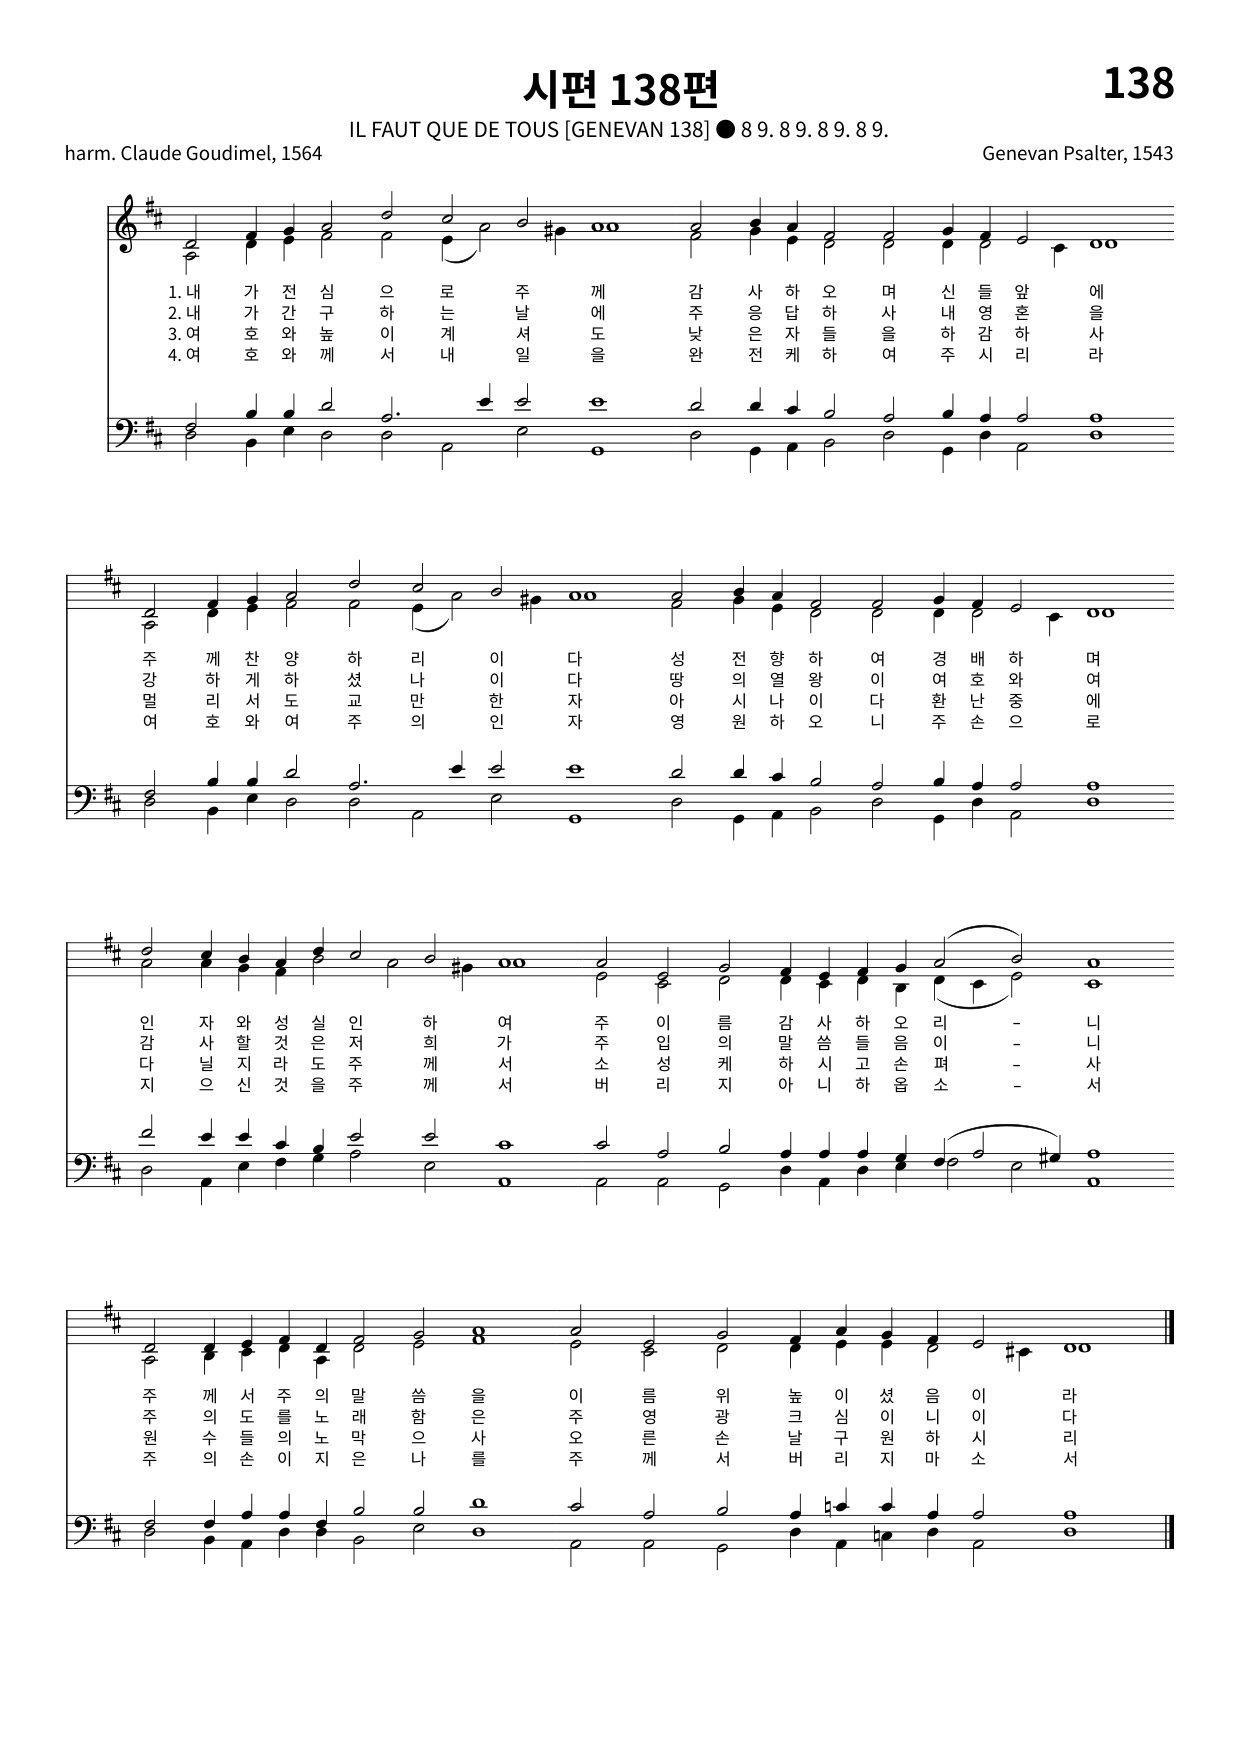 시편 138편
138
IL FAUT QUE DE TOUS [GENEVAN 138] ● 8 9. 8 9. 8 9. 8 9.
harm. Claude Goudimel, 1564
Genevan Psalter, 1543
1. 내 가 전 심 으 로 주 께 감 사 하 오 며 신 들 앞 에
2. 내 가 간 구 하 는 날 에 주 응 답 하 사 내 영 혼 을
3. 여 호 와 높 이 계 셔 도 낮 은 자 들 을 하 감 하 사
4. 여 호 와 께 서 내 일 을 완 전 케 하 여 주 시 리 라
주 께 찬 양 하 리 이 다 성 전 향 하 여 경 배 하 며
강 하 게 하 셨 나 이 다 땅 의 열 왕 이 여 호 와 여
멀 리 서 도 교 만 한 자 아 시 나 이 다 환 난 중 에
여 호 와 여 주 의 인 자 영 원 하 오 니 주 손 으 로
인 자 와 성 실 인 하 여 주 이 름 감 사 하 오 리 – 니
감 사 할 것 은 저 희 가 주 입 의 말 씀 들 음 이 – 니
다 닐 지 라 도 주 께 서 소 성 케 하 시 고 손 펴 – 사
지 으 신 것 을 주 께 서 버 리 지 아 니 하 옵 소 – 서
주 께 서 주 의 말 씀 을 이 름 위 높 이 셨 음 이 라
주 의 도 를 노 래 함 은 주 영 광 크 심 이 니 이 다
원 수 들 의 노 막 으 사 오 른 손 날 구 원 하 시 리
주 의 손 이 지 은 나 를 주 께 서 버 리 지 마 소 서